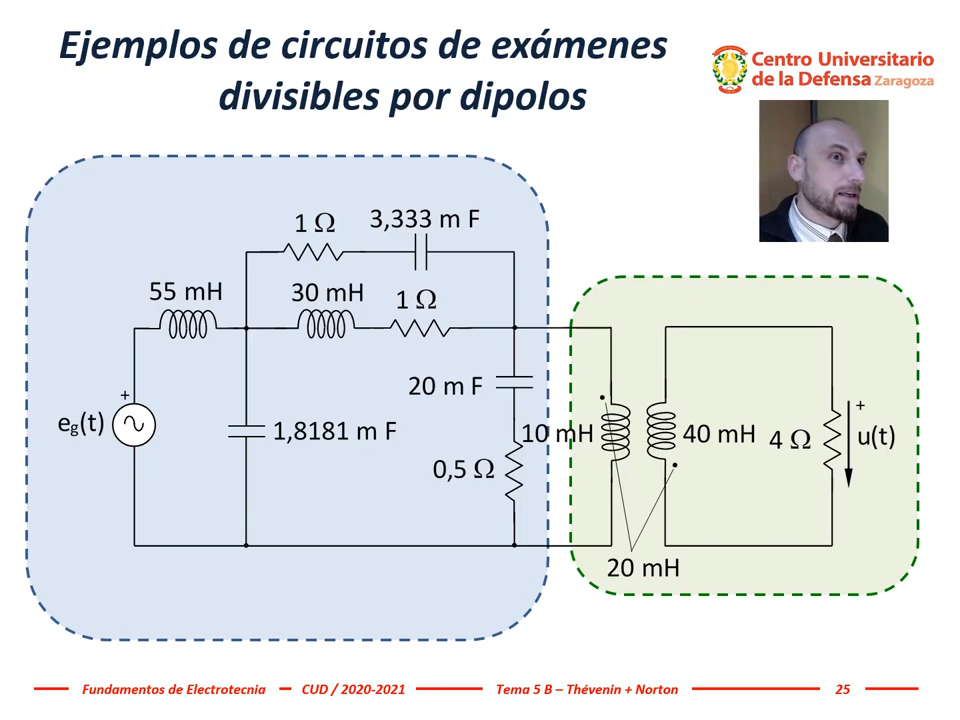 Ejemplos de circuitos de exámenes
divisibles por dipolos
Centro Universitario
de la Defensa Zaragoza
1 Ω
3,333 m F
55 mH
30 mH
1 Ω
+
eg(t)
20 m F
1,8181 m F
0,5 Ω
10 mH
40 mH
4 Ω
+
u(t)
20 mH
Fundamentos de Electrotecnia
CUD / 2020-2021
Tema 5 B – Thévenin + Norton
25